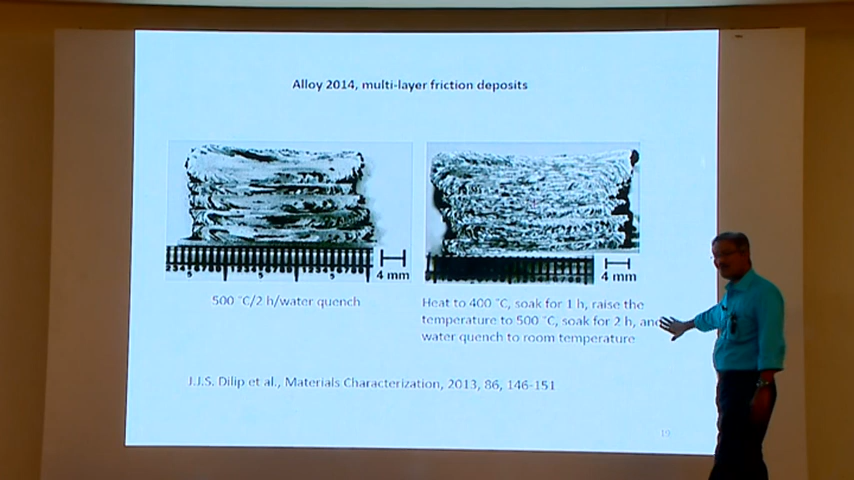 Alloy 2014, multi-layer friction deposits
4 mm
4 mm
500 °C/2 h/water quench
Heat to 400 °C, soak for 1 h, raise the
temperature to 500 °C, soak for 2 h, and
water quench to room temperature
J.J.S. Dilip et al., Materials Characterization, 2013, 86, 146-151
19